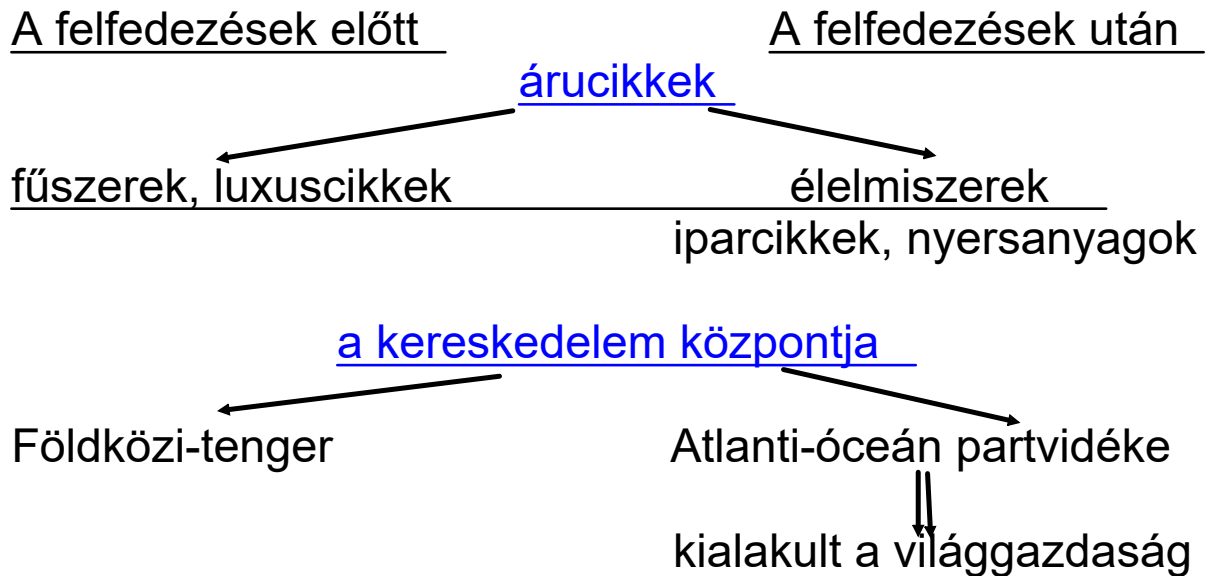 A felfedezések előtt A felfedezések után
árucikkek
fűszerek, luxuscikkek élelmiszerek
iparcikkek, nyersanyagok
a kereskedelem központja
Földközi-tenger Atlanti-óceán partvidéke
kialakult a világgazdaság